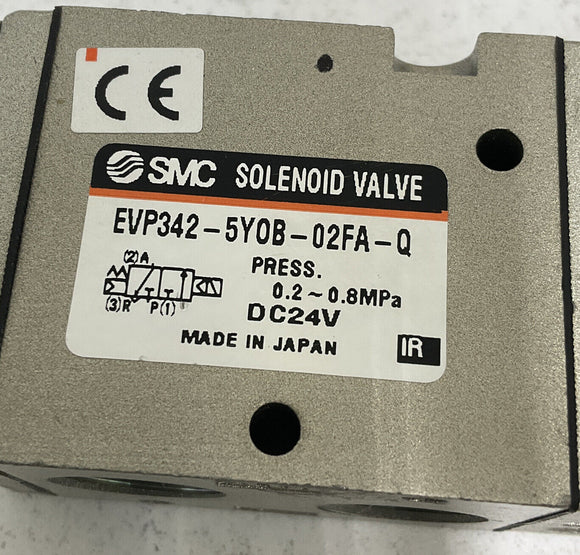 CE
SMC SOLENOID VALVE
EVP342-5YOB-02FA-Q
(2)A
PRESS.
0.2~0.8MPa
(3)R P(1)
DC24V
MADE IN JAPAN
IR